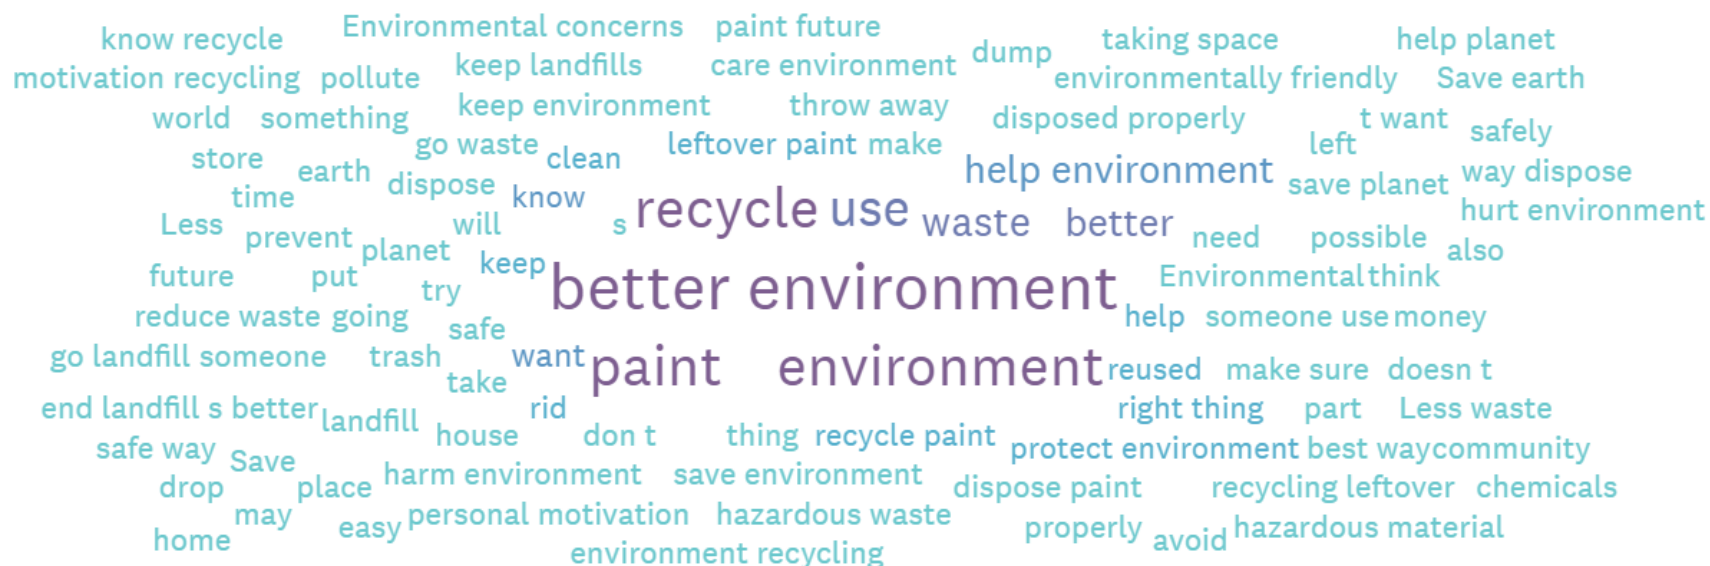 know recycle Environmental concerns paint future dump taking space help planet
motivation recycling pollute keep landfills care environment environmentally friendly Save earth
world something keep environment throw away disposed properly t want safely
store earth go waste clean leftover paint make help environment left save planet way dispose
time dispose know recycle use waste better hurt environment
Less prevent planet will s need possible also
future put try keep better environment Environmental think
reduce waste going safe help someone use money
go landfill someone trash take want paint environment reused make sure doesn t
end landfill s better landfill rid right thing part Less waste
safe way Save house don t thing recycle paint protect environment best way community
drop place harm environment save environment dispose paint recycling leftover chemicals
home may easy personal motivation hazardous waste properly avoid hazardous material
environment recycling